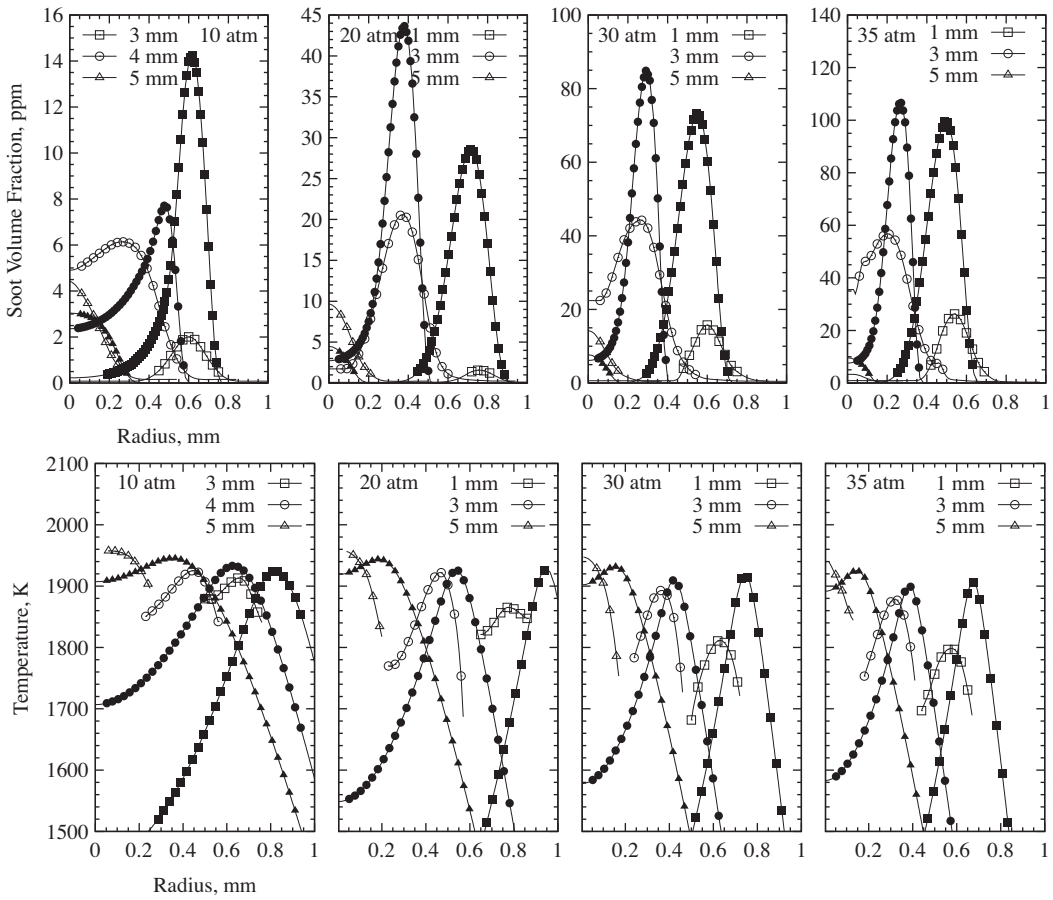 Soot Volume Fraction, ppm
16
14
12
10
8
6
4
2
0
0 0.2 0.4 0.6 0.8 1
3 mm
4 mm
5 mm
10 atm
45
40
35
30
25
20
15
10
5
0
0 0.2 0.4 0.6 0.8 1
20 atm
1 mm
3 mm
5 mm
100
80
60
40
20
0
0 0.2 0.4 0.6 0.8 1
30 atm
1 mm
3 mm
5 mm
140
120
100
80
60
40
20
0
0 0.2 0.4 0.6 0.8 1
35 atm
1 mm
3 mm
5 mm
Radius, mm
Temperature, K
2100
2000
1900
1800
1700
1600
1500
0 0.2 0.4 0.6 0.8 1
10 atm
3 mm
4 mm
5 mm
0.2 0.4 0.6 0.8 1
20 atm
1 mm
3 mm
5 mm
0.2 0.4 0.6 0.8 1
30 atm
1 mm
3 mm
5 mm
0.2 0.4 0.6 0.8 1
35 atm
1 mm
3 mm
5 mm
Radius, mm